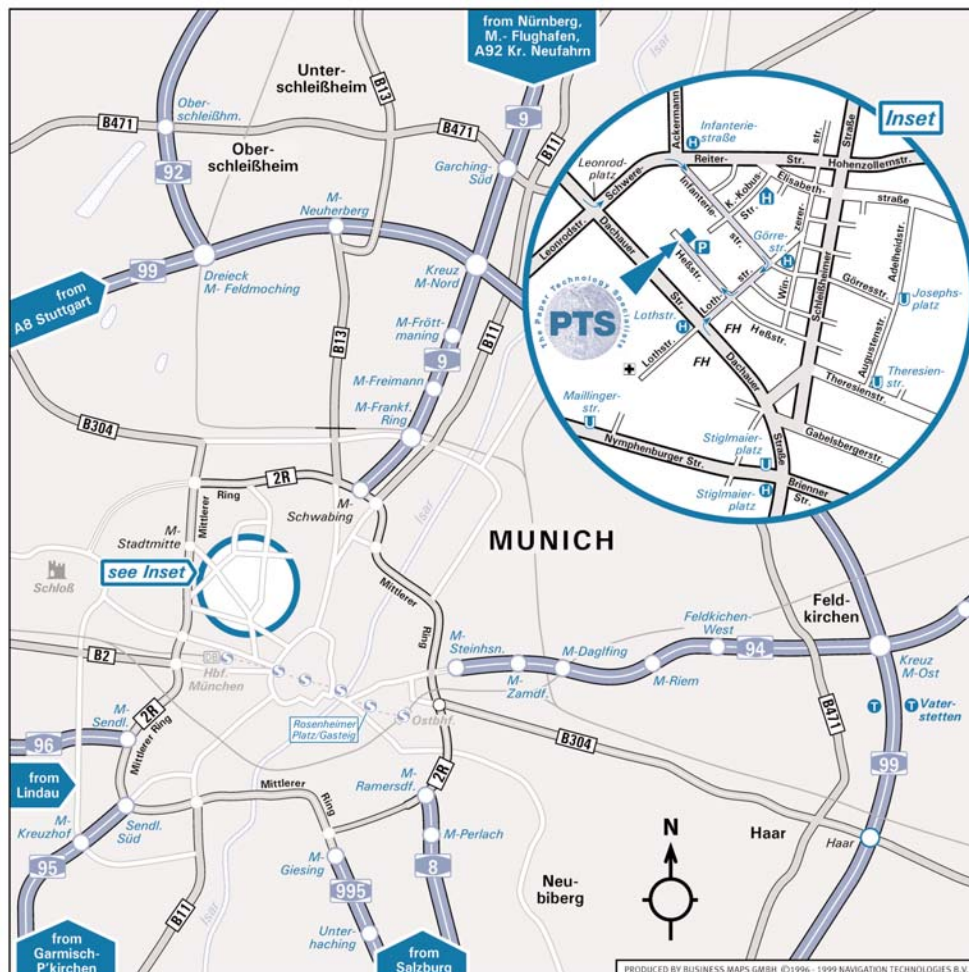 from Nürnberg,
M.- Flughafen,
A92 Kr. Neufahrn
Isar
Unter-
schleißheim
B13
Ober-
schleißhm.
B471
B471
9
B11
Ober-
schleißheim
92
Garching-
Süd
M-
Neuherberg
99
Dreieck
M- Feldmoching
Kreuz
M-Nord
from
A8 Stuttgart
B13
M-Frött-
maning
9
B11
M-Freimann
M-Frankf.
Ring
B304
Inset
Ackermann
Straße
str.
Infanterie-
straße
H
Leonrod-
platz
Schwere-
Reiter-
Str.
Hohenzollernstr.
Leonrodstr.
Infanterie-
str.
K.-Kobus-
Str.
H
Elisabeth-
straße
zerer-
Win-
Dachauer
Str.
P
Heßstr.
Görre-
str.
H
Adelheidstr.
Görresstr.
Josephs-
platz
U
Schleißheimer
The Paper Technology Specialists
PTS
Loth-
str.
Lothstr.
H
FH
Heßstr.
Lothstr.
FH
Dachauer
Straße
Augustenstr.
Theresien-
str.
U
Theresienstr.
Maillinger-
str.
U
Nymphenburger Str.
Stiglmaier-
platz
U
Gabelsbergerstr.
Stiglmaier-
platz
H
Brienner
Str.
2R
Ring
Mittlerer
M-
Schwabing
Isar
M-
Stadtmitte
MUNICH
see Inset
Schloß
Mittlerer
Ring
Feld-
kirchen
Feldkichen-
West
M-
Steinhsn.
M-Daglfing
94
B2
DB
Hbf.
München
S
S
S
S
S
S
M-
Zamdf.
M-Riem
Kreuz
M-Ost
M-
Sendl.
2R
Mittlerer Ring
Rosenheimer
Platz/Gasteig
Ostbhf.
B471
T
T
Vater-
stetten
96
B304
99
from
Lindau
Mittlerer
Ring
M-
Ramersdf.
2R
M-
Kreuzhof
Sendl.
Süd
M-Perlach
N
Haar
Haar
95
M-
Giesing
8
995
Neu-
biberg
B11
Isar
Unter-
haching
from
Garmisch-
P'kirchen
from
Salzburg
PRODUCED BY BUSINESS MAPS GMBH, ©1996 - 1999 NAVIGATION TECHNOLOGIES B.V.